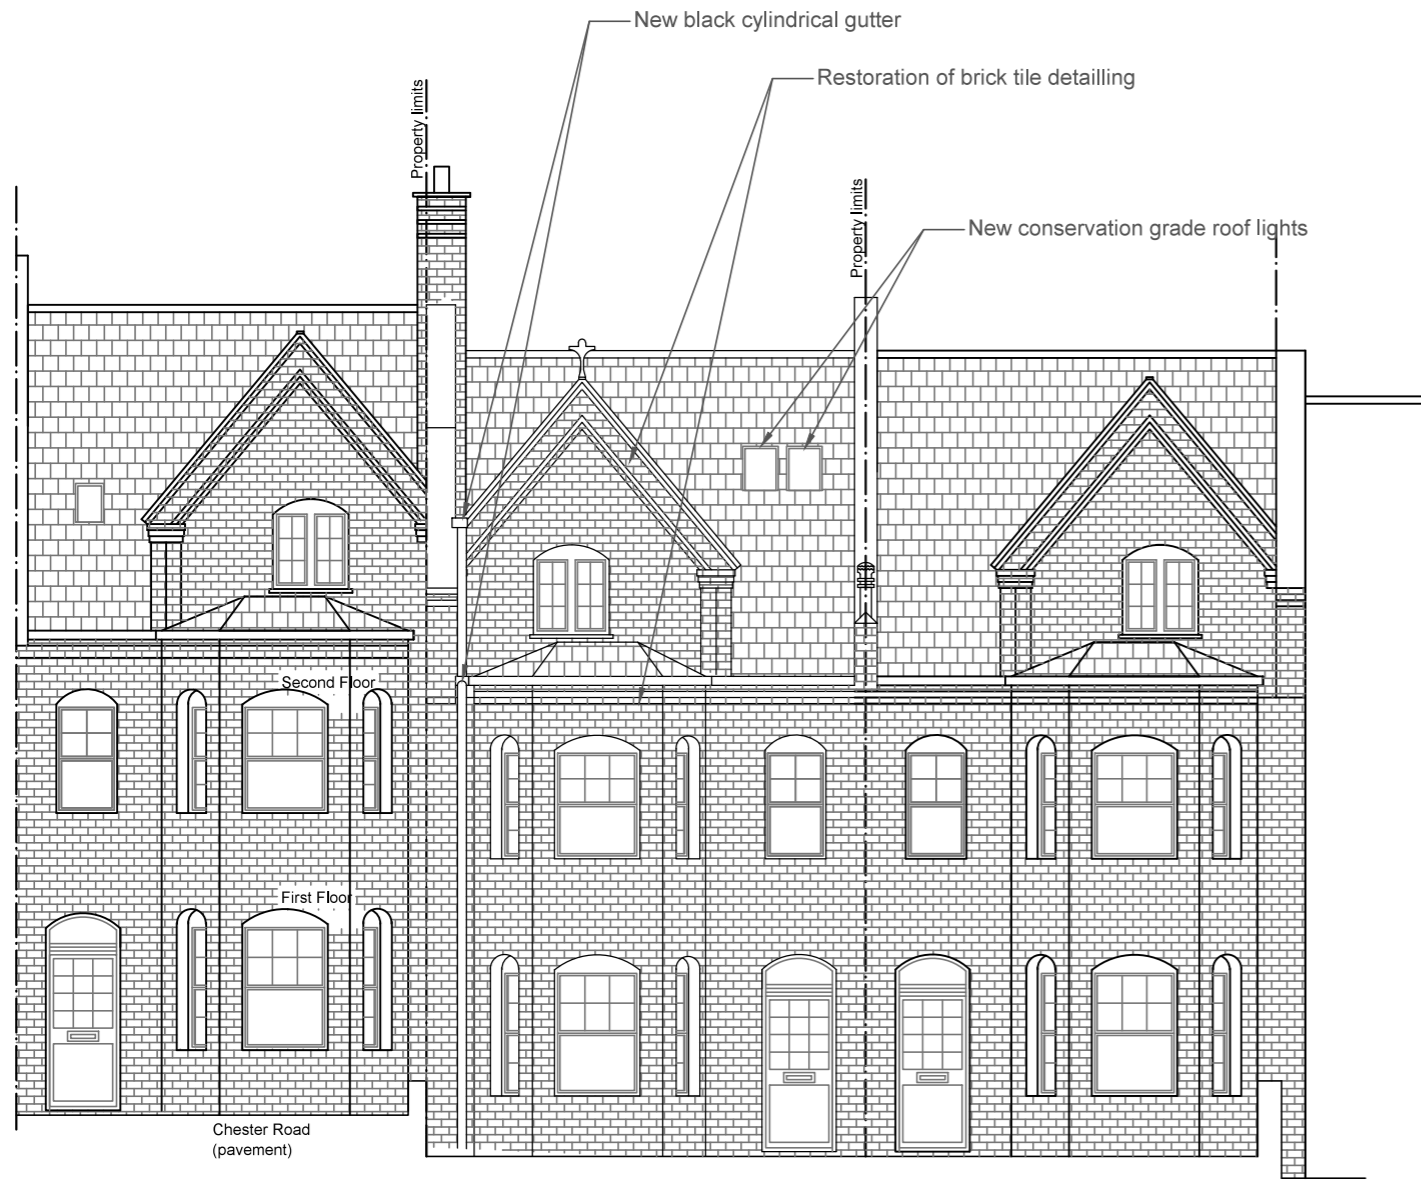 New black cylindrical gutter
Restoration of brick tile detailling
Property limits
Property limits
New conservation grade roof lights
Second Floor
First Floor
Chester Road
(pavement)